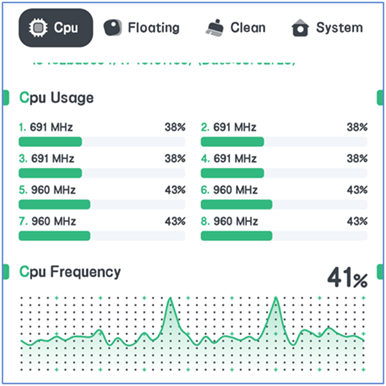 Cpu Floating Clean System
Cpu Usage
1. 691 MHz 38% 2. 691 MHz 38%
3. 691 MHz 38% 4. 691 MHz 38%
5. 960 MHz 43% 6. 960 MHz 43%
7. 960 MHz 43% 8. 960 MHz 43%
Cpu Frequency 41%